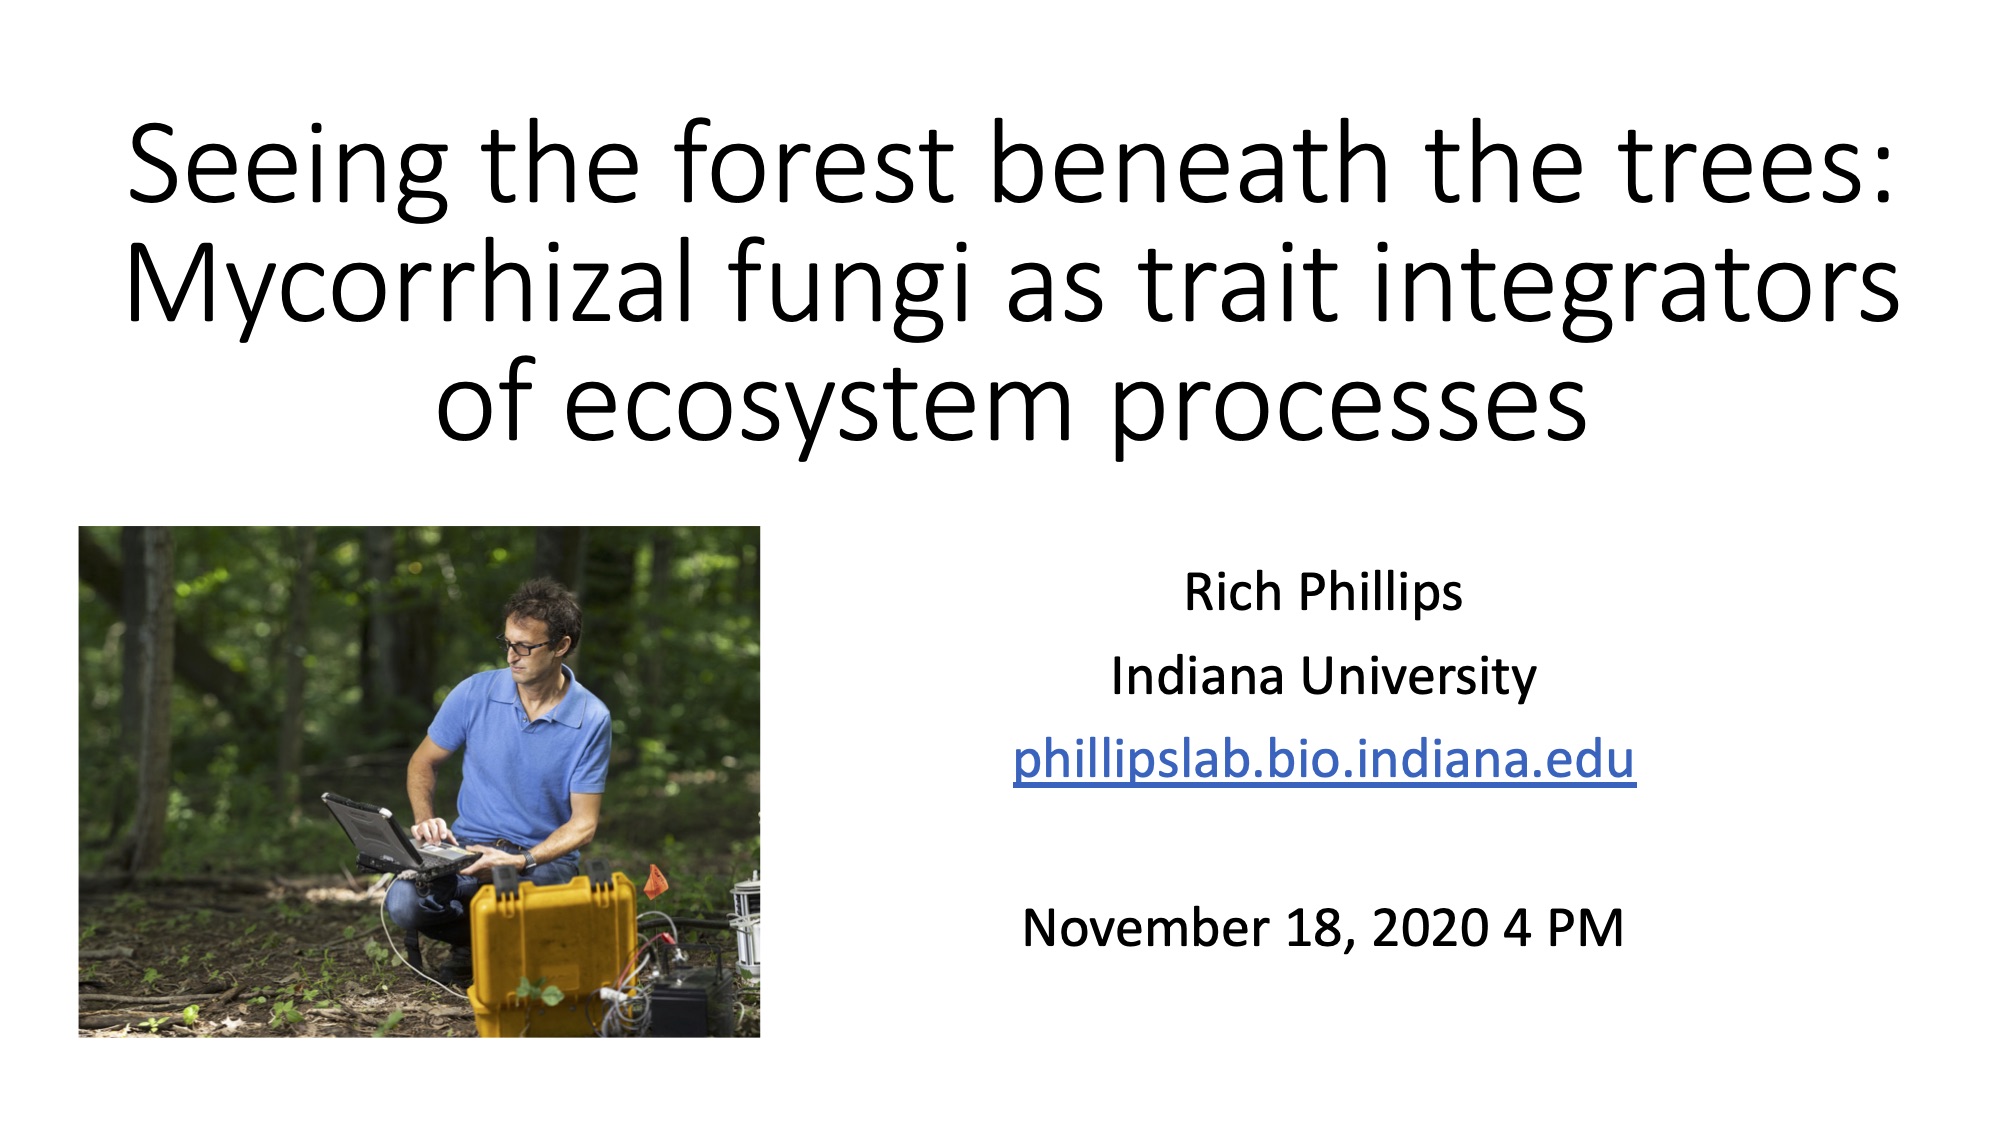 Seeing the forest beneath the trees:
Mycorrhizal fungi as trait integrators
of ecosystem processes
Rich Phillips
Indiana University
phillipslab.bio.indiana.edu
November 18, 2020 4 PM